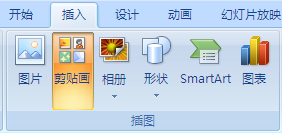 开始 插入 设计 动画 幻灯片放映
图片 剪贴画 相册 形状 SmartArt 图表
插图